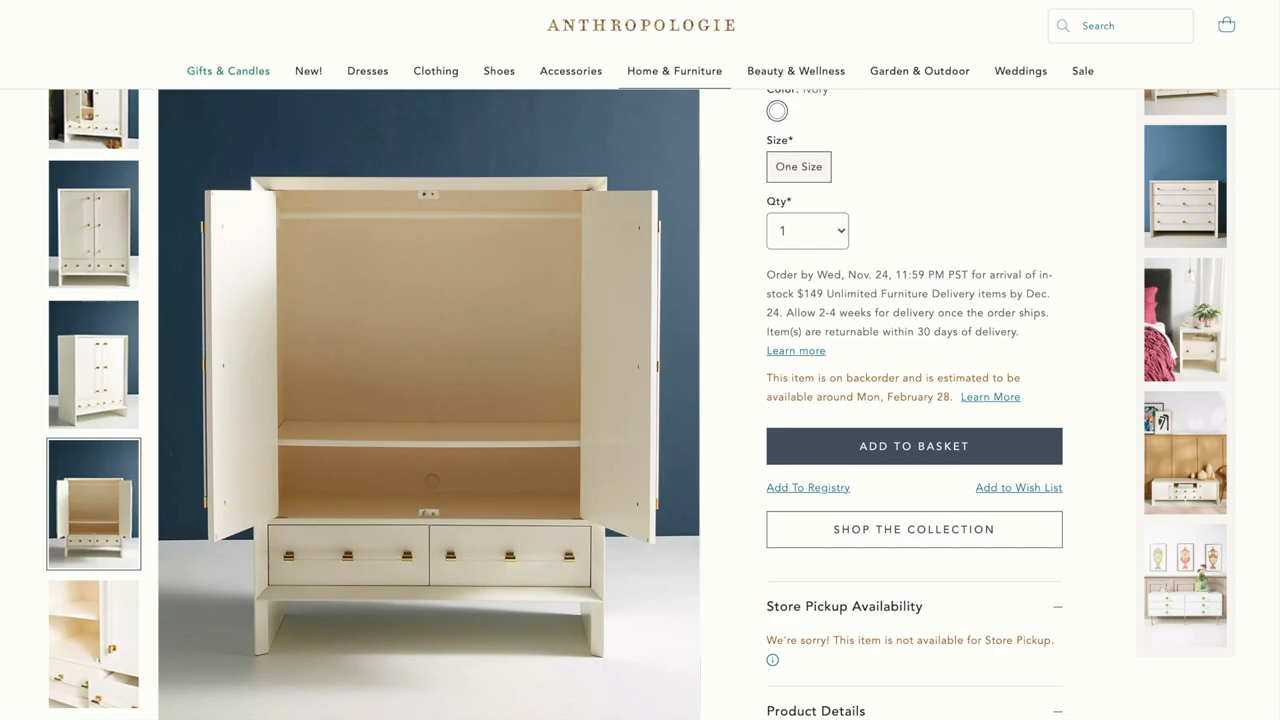 ANTHROPOLOGIE
Search
Gifts & Candles New! Dresses Clothing Shoes Accessories Home & Furniture Beauty & Wellness Garden & Outdoor Weddings Sale
Color: Ivory
Size*
One Size
Qty*
1
Order by Wed, Nov. 24, 11:59 PM PST for arrival of in-
stock $149 Unlimited Furniture Delivery items by Dec.
24. Allow 2-4 weeks for delivery once the order ships.
Item(s) are returnable within 30 days of delivery.
Learn more
This item is on backorder and is estimated to be
available around Mon, February 28. Learn More
ADD TO BASKET
Add To Registry Add to Wish List
SHOP THE COLLECTION
Store Pickup Availability
We're sorry! This item is not available for Store Pickup.
Product Details